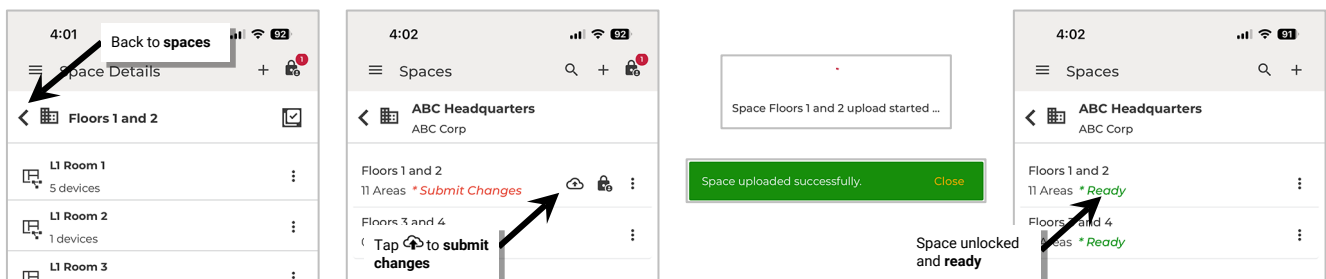 4:01
92
Back to spaces
Space Details
1
Floors 1 and 2
L1 Room 1
5 devices
L1 Room 2
1 devices
L1 Room 3
4:02
92
Spaces
1
ABC Headquarters
ABC Corp
Floors 1 and 2
11 Areas * Submit Changes
Floors 3 and 4
Tap to submit
changes
Space Floors 1 and 2 upload started ...
Space uploaded successfully.
Close
4:02
91
Spaces
ABC Headquarters
ABC Corp
Floors 1 and 2
11 Areas * Ready
Floors 3 and 4
Areas * Ready
Space unlocked
and ready